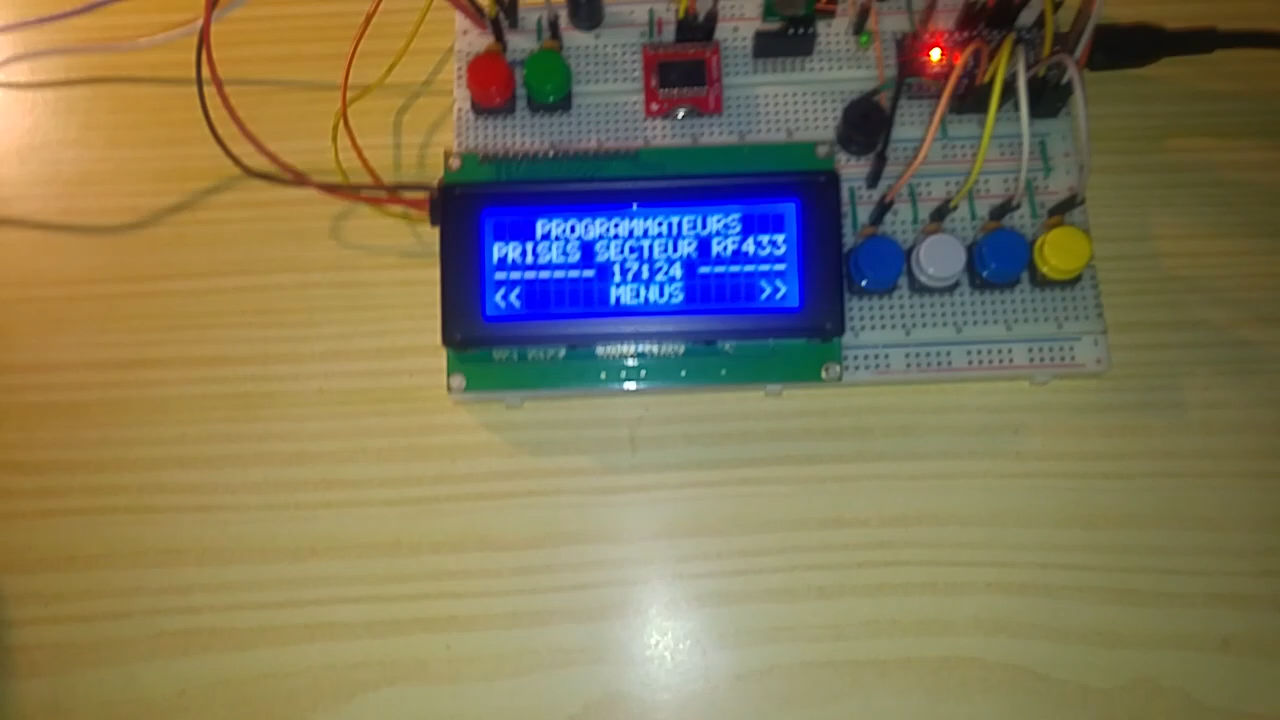 PROGRAMMATEURS
PRISES SECTEUR RF433
------- 17:24 ------
<< MENUS >>